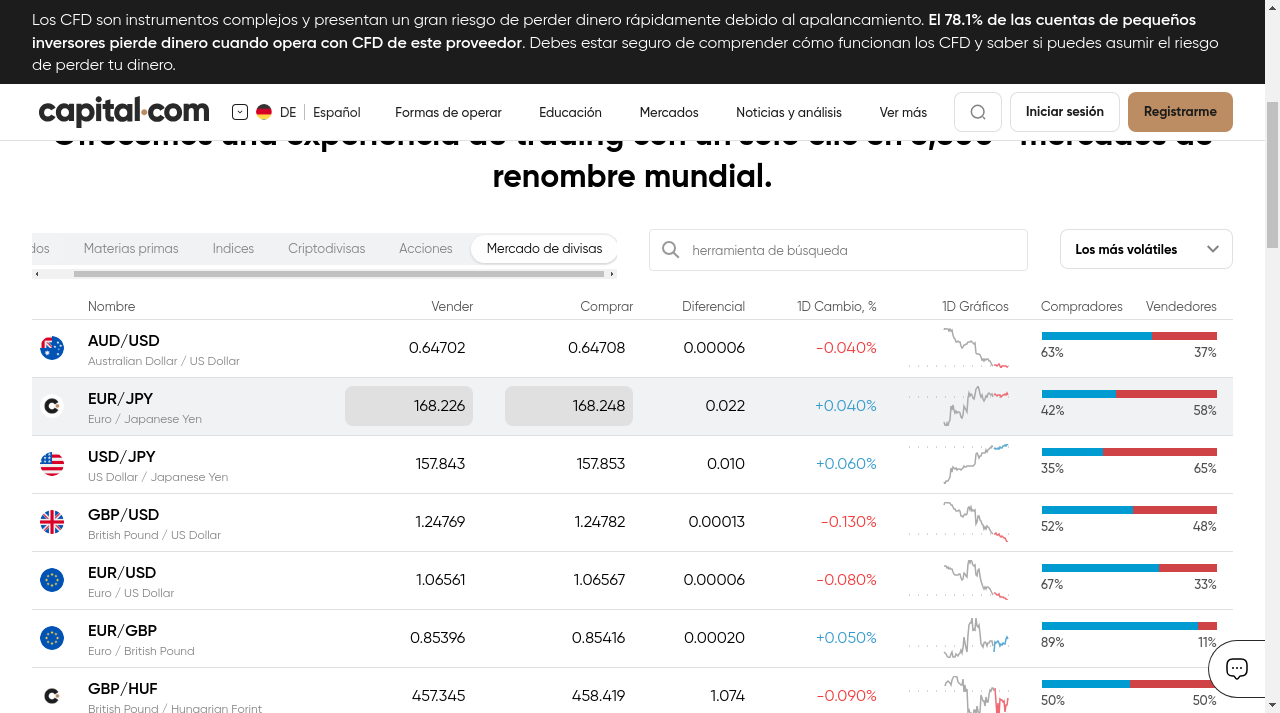 Los CFD son instrumentos complejos y presentan un gran riesgo de perder dinero rápidamente debido al apalancamiento. El 78.1% de las cuentas de pequeños
inversores pierde dinero cuando opera con CFD de este proveedor. Debes estar seguro de comprender cómo funcionan los CFD y saber si puedes asumir el riesgo
de perder tu dinero.
capital.com DE Español Formas de operar Educación Mercados Noticias y análisis Ver más Iniciar sesión Registrarme
Ofrecemos una experiencia de trading con un solo clic en
renombre mundial.
dos Materias primas Indices Criptodivisas Acciones Mercado de divisas herramienta de búsqueda Los más volátiles
Nombre Vender Comprar Diferencial 1D Cambio, % 1D Gráficos Compradores Vendedores
AUD/USD
Australian Dollar / US Dollar
0.64702 0.64708 0.00006 -0.040% 63% 37%
EUR/JPY
Euro / Japanese Yen
168.226 168.248 0.022 +0.040% 42% 58%
USD/JPY
US Dollar / Japanese Yen
157.843 157.853 0.010 +0.060% 35% 65%
GBP/USD
British Pound / US Dollar
1.24769 1.24782 0.00013 -0.130% 52% 48%
EUR/USD
Euro / US Dollar
1.06561 1.06567 0.00006 -0.080% 67% 33%
EUR/GBP
Euro / British Pound
0.85396 0.85416 0.00020 +0.050% 89% 11%
GBP/HUF
British Pound / Hungarian Forint
457.345 458.419 1.074 -0.090% 50% 50%